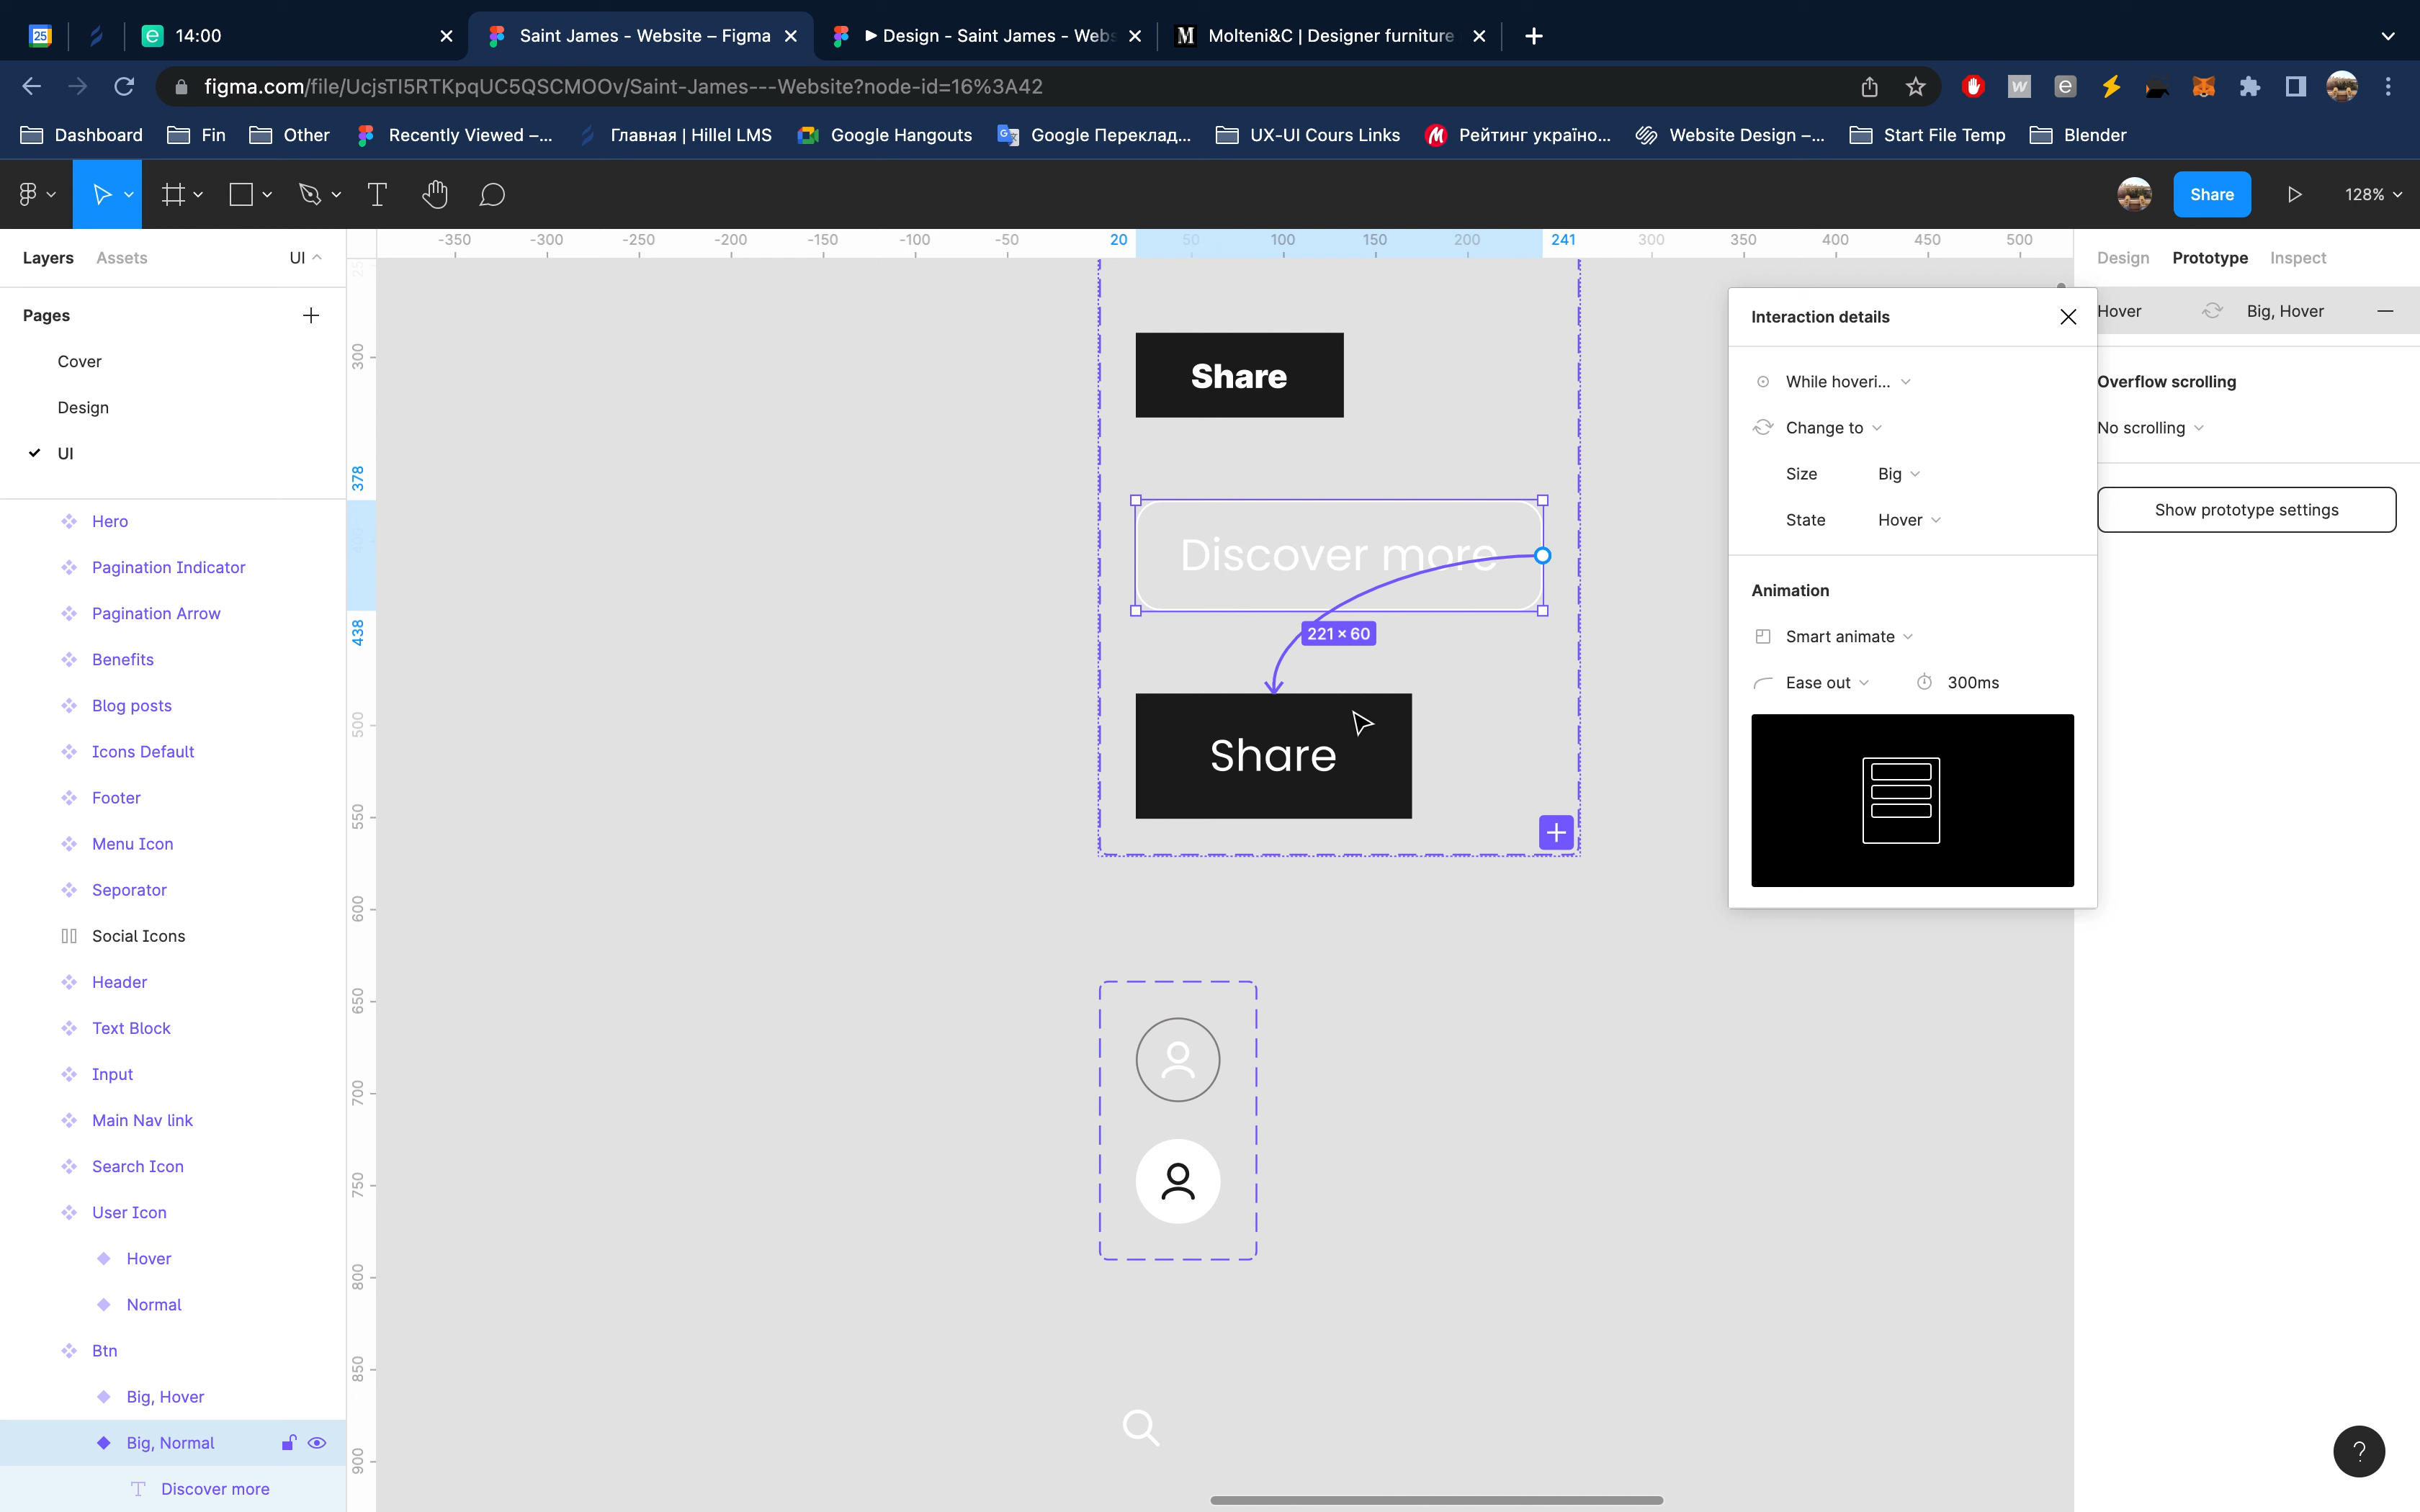 25
14:00
Saint James - Website – Figma
Design - Saint James - Webs
M Molteni&C | Designer furniture
figma.com/file/UcjsTI5RTKpqUC5QSCMOOv/Saint-James---Website?node-id=16%3A42
Dashboard
Fin
Other
Recently Viewed –...
Главная | Hillel LMS
Google Hangouts
Google Переклад...
UX-UI Cours Links
Рейтинг україно...
Website Design –...
Start File Temp
Blender
Share
128%
Layers
Assets
UI
-350 -300 -250 -200 -150 -100 -50 20 50 100 150 200 241 300 350 400 450 500
Design
Prototype
Inspect
Pages
Cover
Design
UI
Hero
Pagination Indicator
Pagination Arrow
Benefits
Blog posts
Icons Default
Footer
Menu Icon
Seporator
Social Icons
Header
Text Block
Input
Main Nav link
Search Icon
User Icon
Hover
Normal
Btn
Big, Hover
Big, Normal
Discover more
300
378
438
500
550
600
650
700
750
800
850
900
Share
Discover more
221 × 60
Share
Interaction details
While hoveri...
Change to
Size
Big
State
Hover
Animation
Smart animate
Ease out
300ms
Hover
Big, Hover
Overflow scrolling
No scrolling
Show prototype settings
?